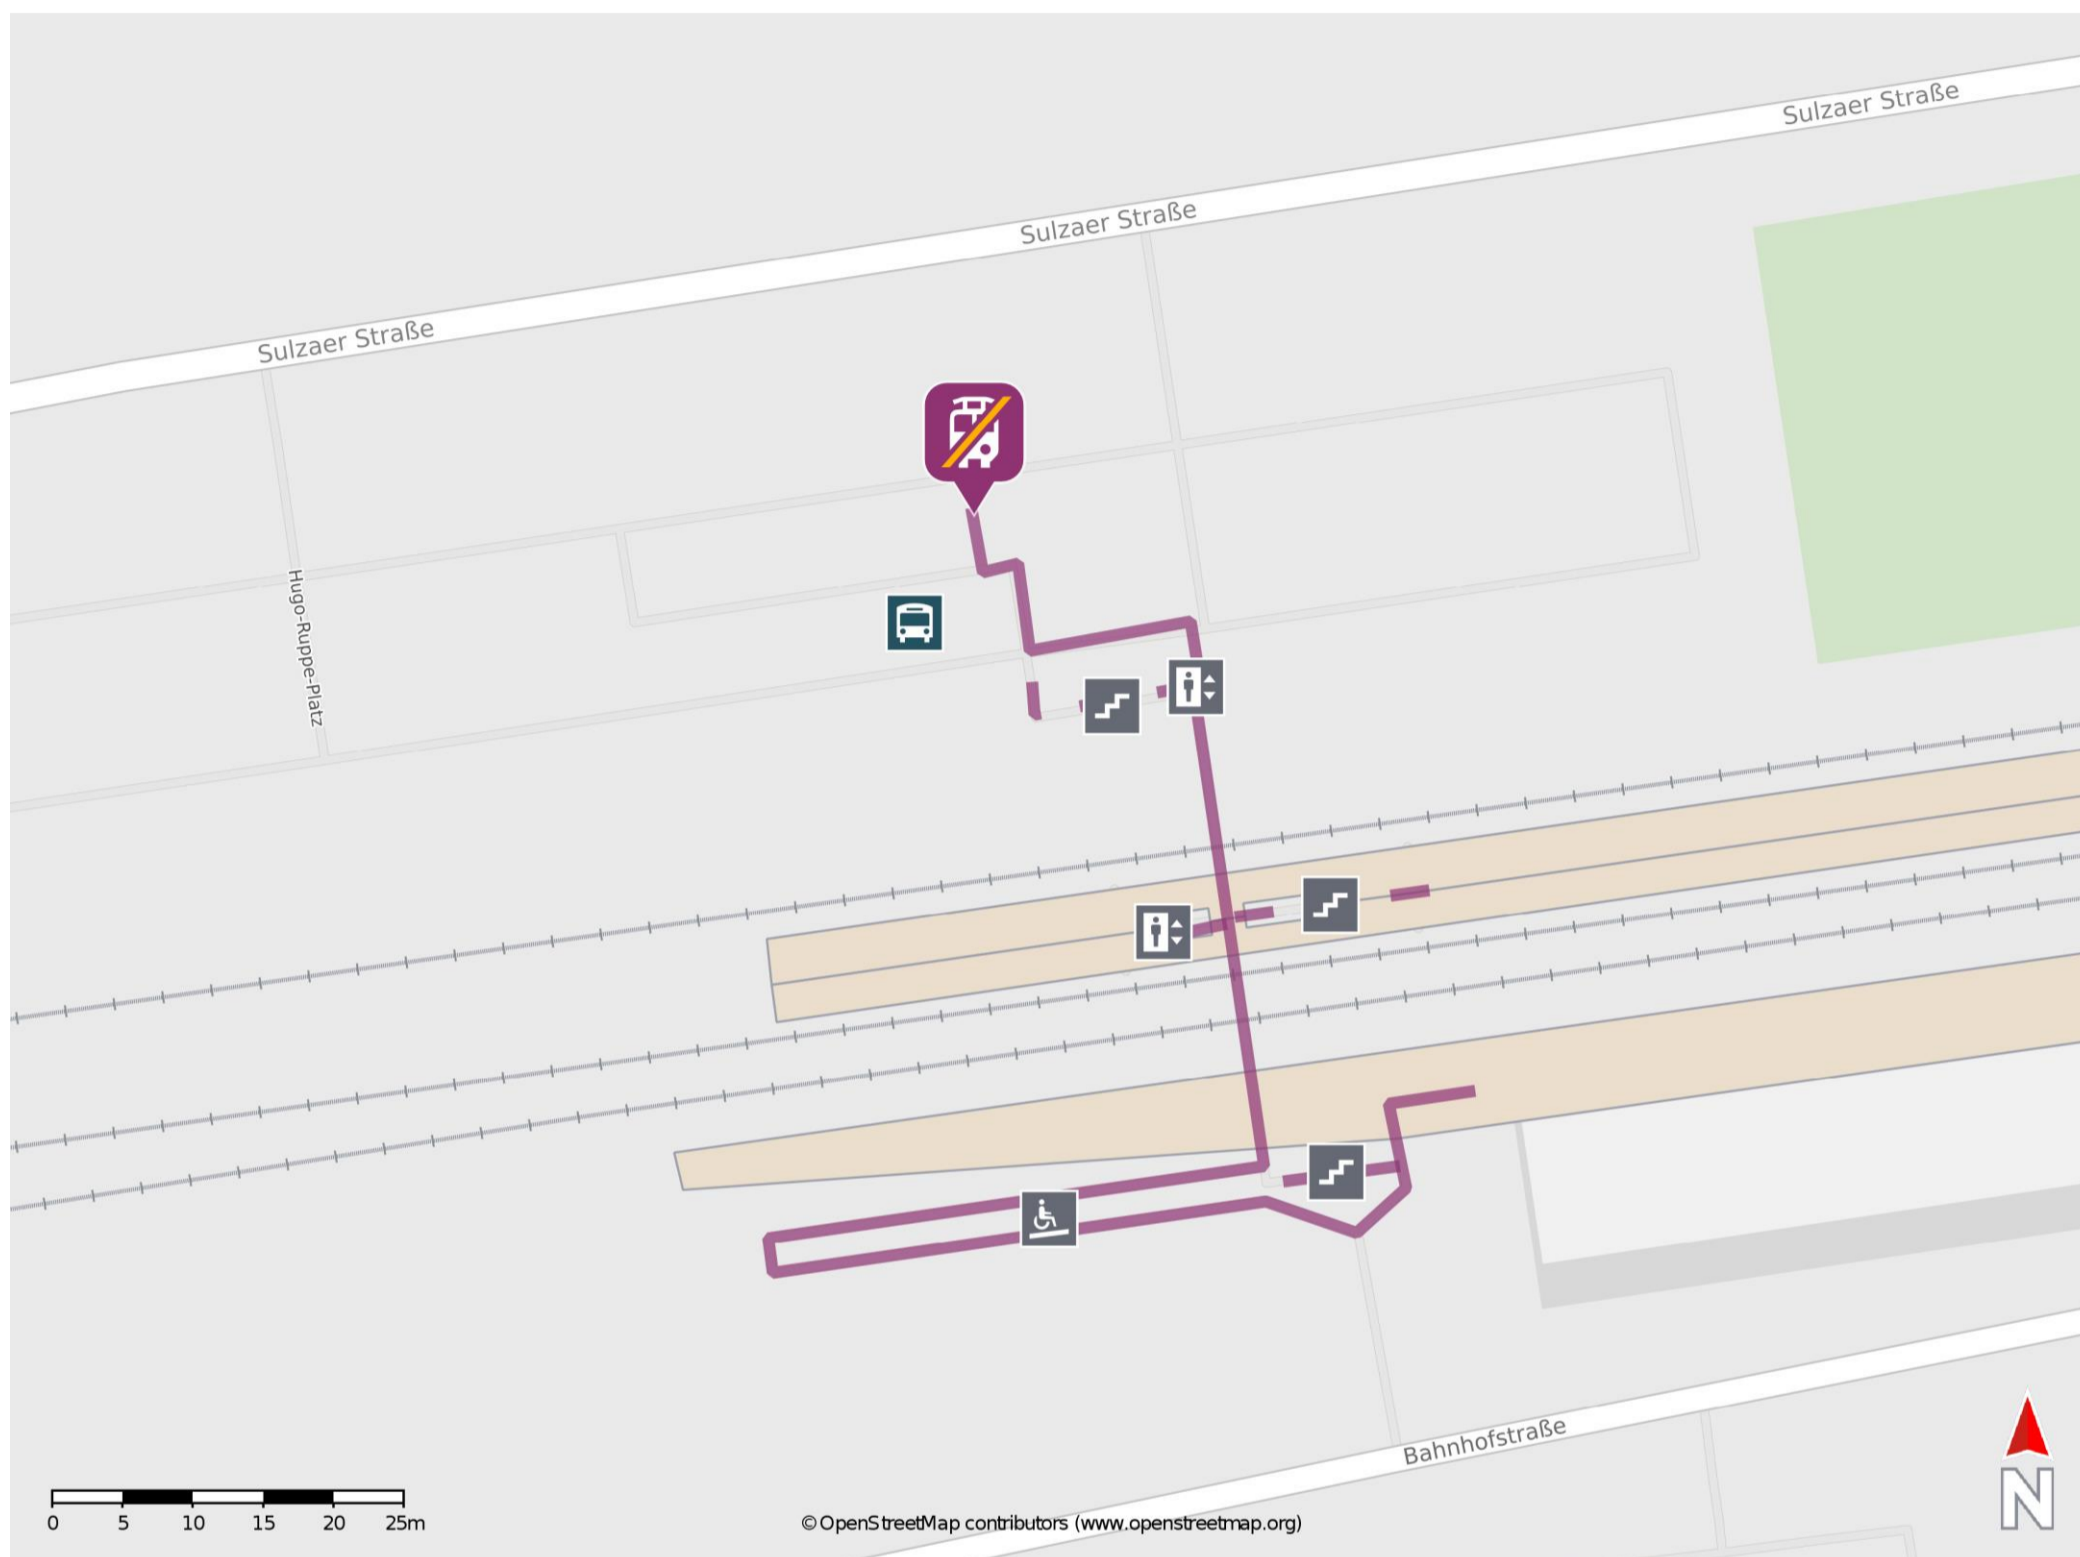 Sulzaer Straße
Sulzaer Straße
Sulzaer Straße
Hugo-Ruppe-Platz
Bahnhofstraße
0 5 10 15 20 25m
©OpenStreetMap contributors (www.openstreetmap.org)
N